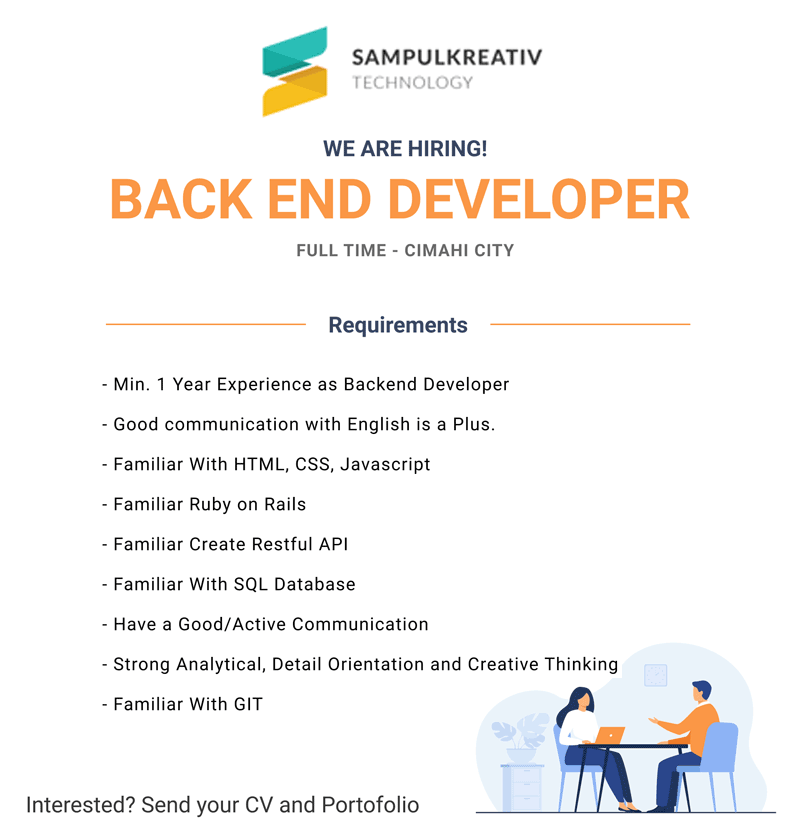 SAMPULKREATIV
TECHNOLOGY
WE ARE HIRING!
BACK END DEVELOPER
FULL TIME - CIMAHI CITY
Requirements
- Min. 1 Year Experience as Backend Developer
- Good communication with English is a Plus.
- Familiar With HTML, CSS, Javascript
- Familiar Ruby on Rails
- Familiar Create Restful API
- Familiar With SQL Database
- Have a Good/Active Communication
- Strong Analytical, Detail Orientation and Creative Thinking
- Familiar With GIT
Interested? Send your CV and Portofolio